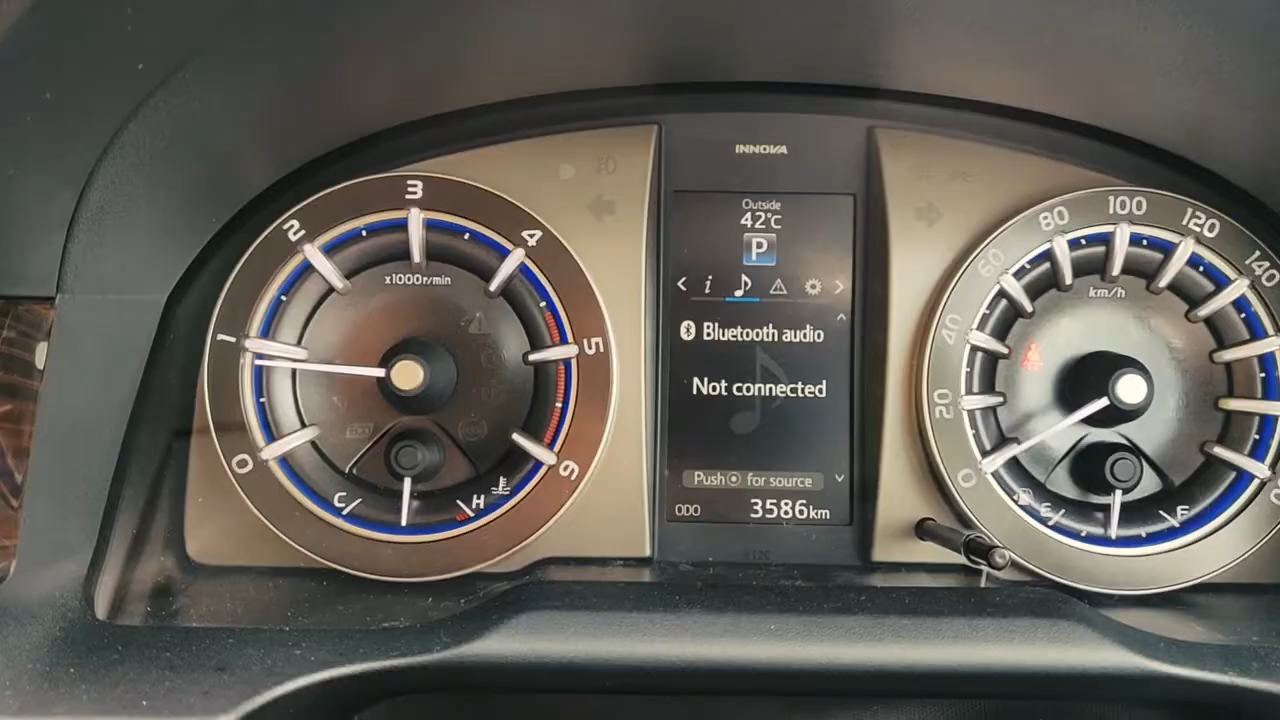 INNOVA
Outside
42°C
P
i
Bluetooth audio
Not connected
Push for source
ODO 3586km
0
1
2
3
4
5
6
x1000r/min
C
H
0
20
40
60
80
100
120
140
km/h
E
F